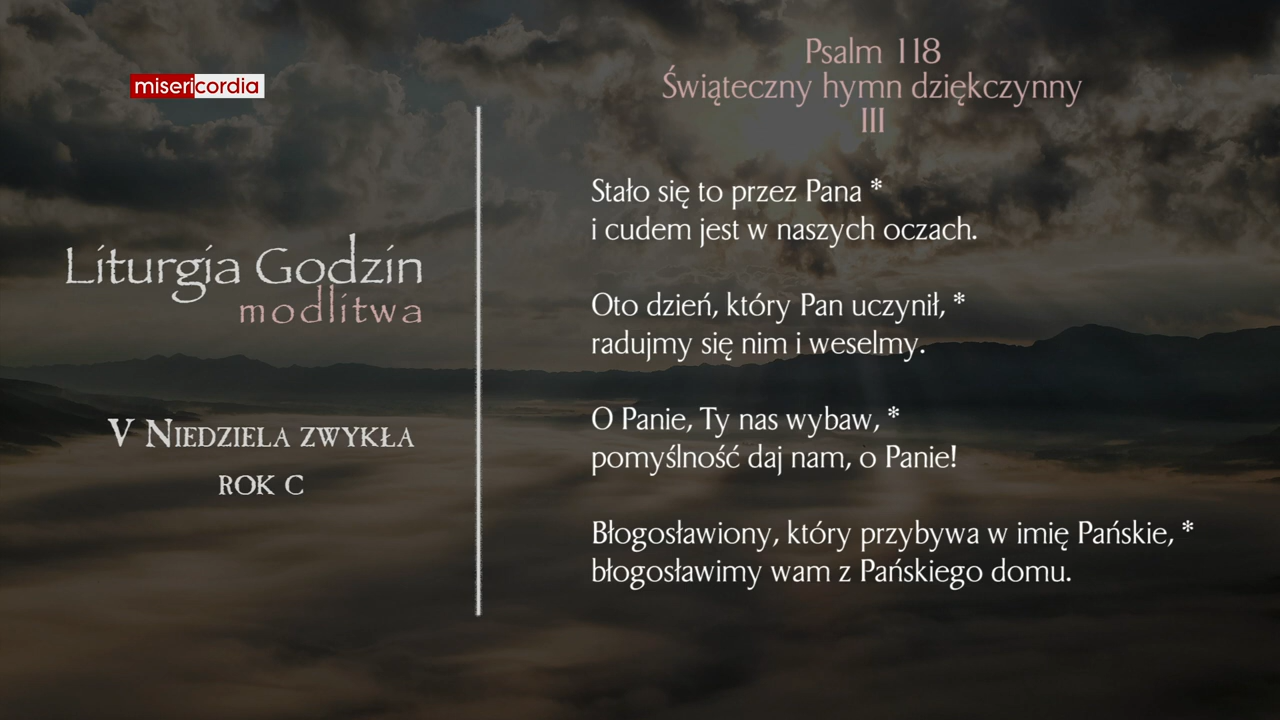 misericordia
Liturgia Godzin
modlitwa
V Niedziela zwykła
rok C
Psalm 118
Świąteczny hymn dziękczynny
III
Stało się to przez Pana *
i cudem jest w naszych oczach.
Oto dzień, który Pan uczynił, *
radujmy się nim i weselmy.
O Panie, Ty nas wybaw, *
pomyślność daj nam, o Panie!
Błogosławiony, który przybywa w imię Pańskie, *
błogosławimy wam z Pańskiego domu.